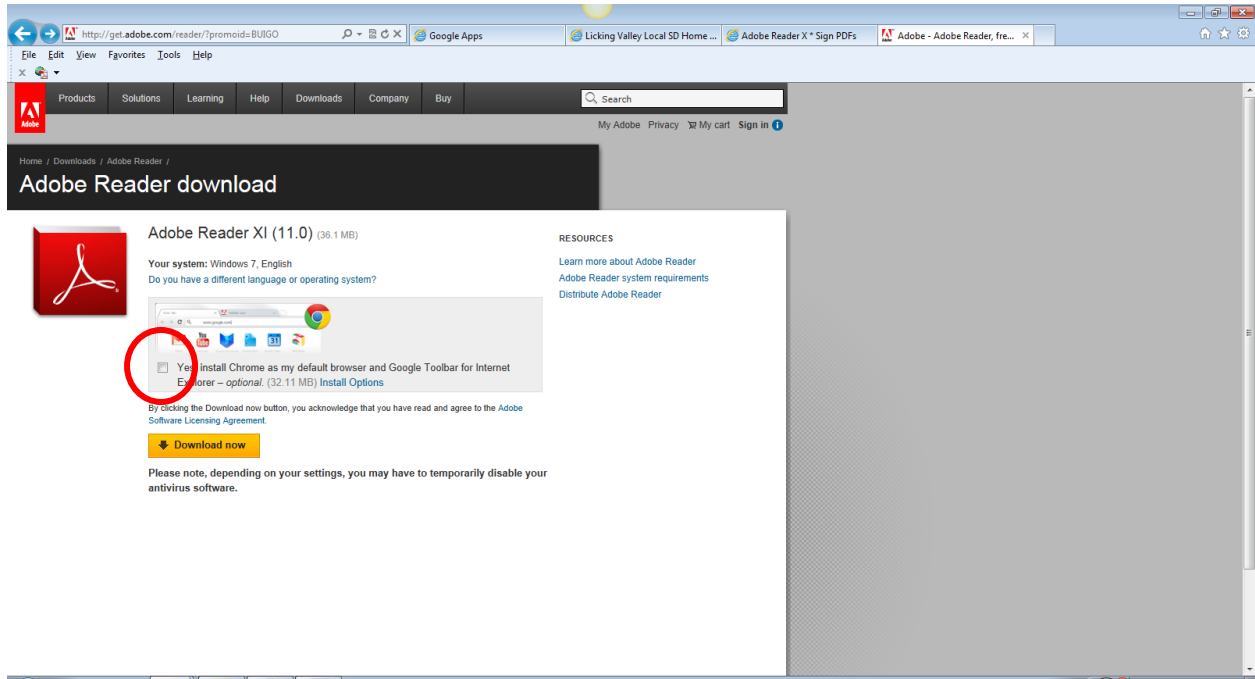 http://get.adobe.com/reader/?promoid=BUIGO
Google Apps
Licking Valley Local SD Home ...
Adobe Reader X * Sign PDFs
Adobe - Adobe Reader, fre...
File Edit View Favorites Tools Help
Products Solutions Learning Help Downloads Company Buy
Search
Adobe
My Adobe Privacy My cart Sign in
Home / Downloads / Adobe Reader /
Adobe Reader download
Adobe Reader XI (11.0) (36.1 MB)
Your system: Windows 7, English
Do you have a different language or operating system?
You
Tube
31
Yes, install Chrome as my default browser and Google Toolbar for Internet
Explorer – optional. (32.11 MB) Install Options
By clicking the Download now button, you acknowledge that you have read and agree to the Adobe
Software Licensing Agreement.
Download now
Please note, depending on your settings, you may have to temporarily disable your
antivirus software.
RESOURCES
Learn more about Adobe Reader
Adobe Reader system requirements
Distribute Adobe Reader